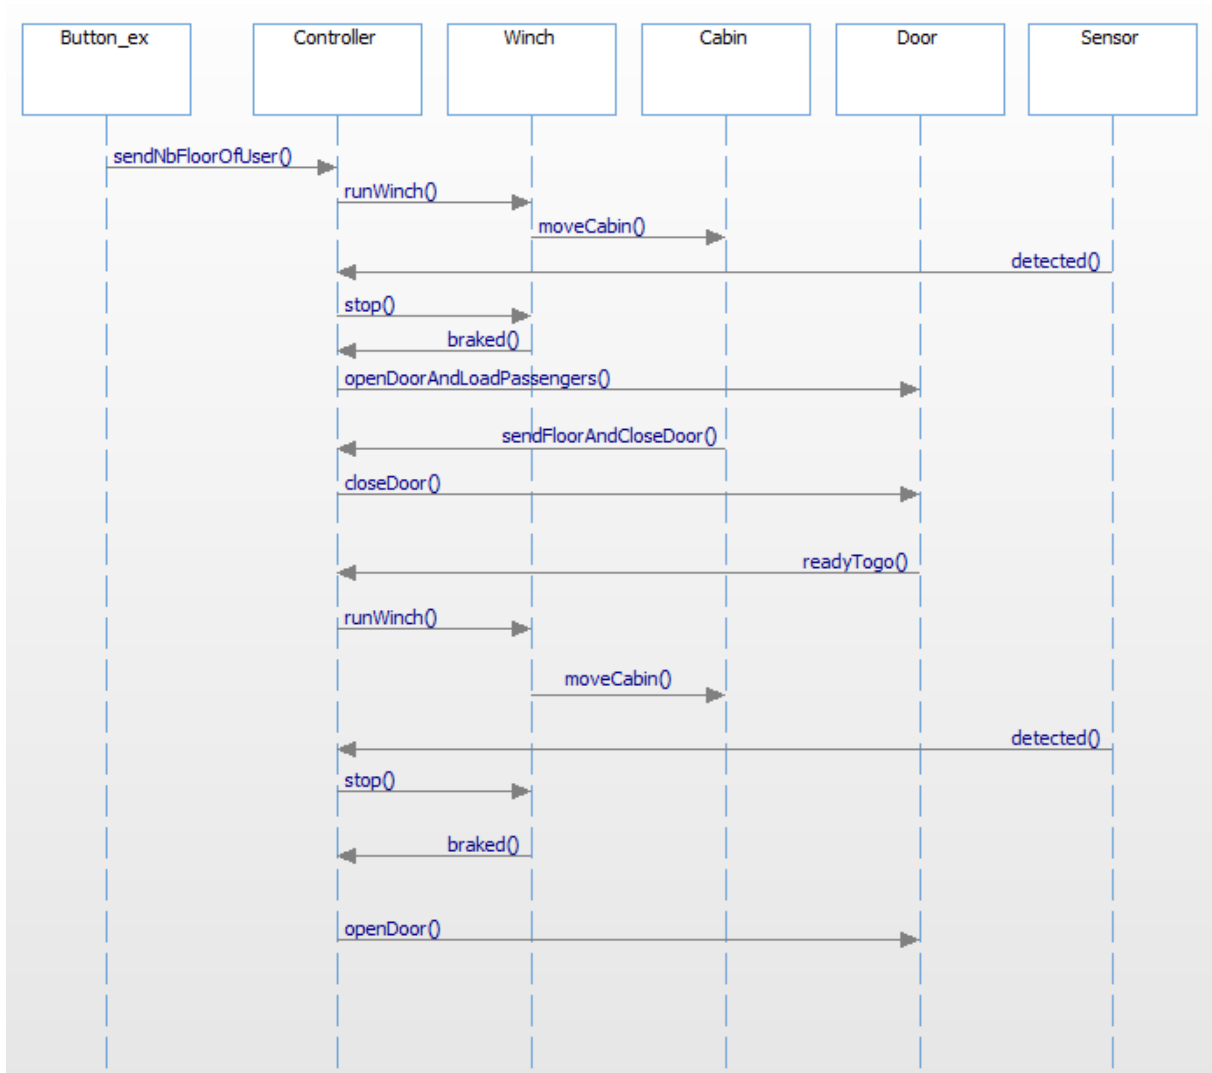 Button_ex
Controller
Winch
Cabin
Door
Sensor
sendNbFloorOfUser()
runWinch()
moveCabin()
detected()
stop()
braked()
openDoorAndLoadPassengers()
sendFloorAndCloseDoor()
closeDoor()
readyTogo()
runWinch()
moveCabin()
detected()
stop()
braked()
openDoor()